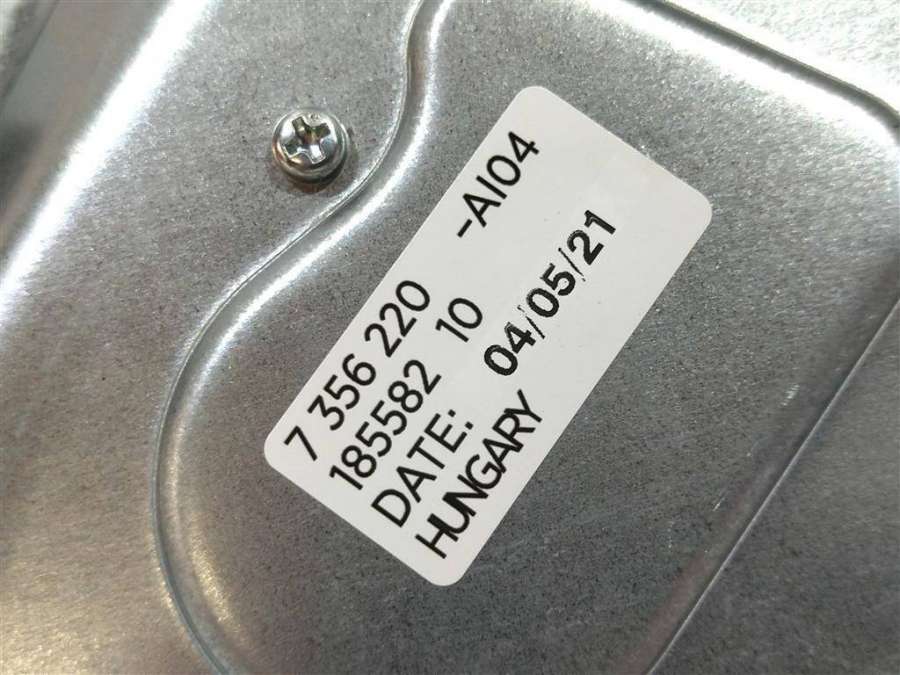 7 356 220 -AI04
185582 10
DATE: 04/05/21
HUNGARY